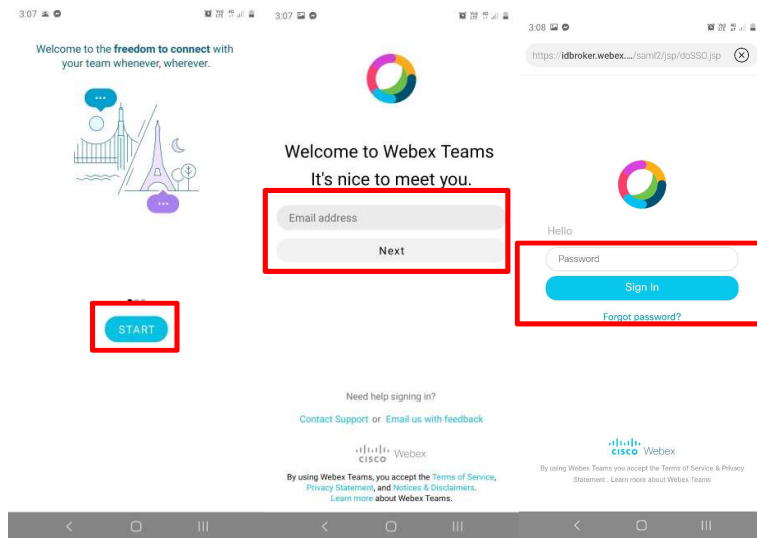 3:07
Welcome to the freedom to connect with
your team whenever, wherever.
START
3:07
Welcome to Webex Teams
It's nice to meet you.
Email address
Next
Need help signing in?
Contact Support or Email us with feedback
CISCO Webex
By using Webex Teams, you accept the Terms of Service,
Privacy Statement, and Notices & Disclaimers.
Learn more about Webex Teams.
3:08
https://idbroker.webex..../saml2/jsp/doSSO.jsp
Hello
Password
Sign In
Forgot password?
CISCO Webex
By using Webex Teams you accept the Terms of Service & Privacy
Statement . Learn more about Webex Teams